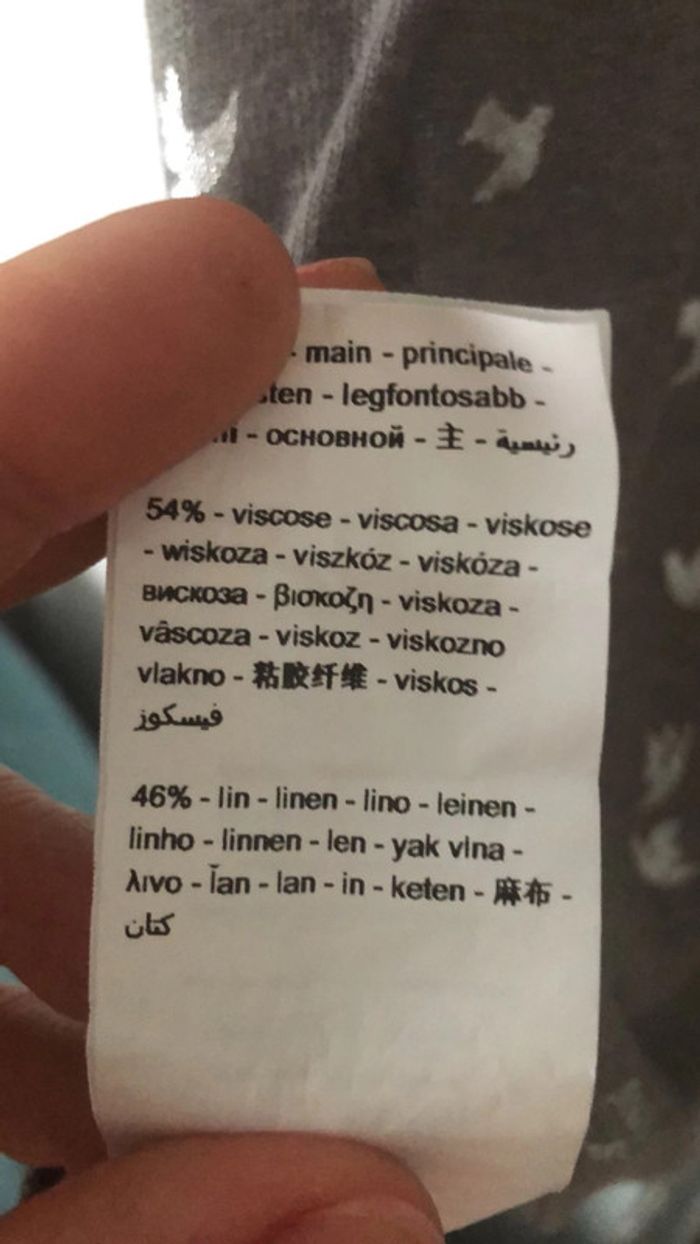 - main - principale -
- legfontosabb -
- основной - 主 - رئيسية
54% - viscose - viscosa - viskose
- wiskoza - viszkóz - viskóza -
вискоза - βισκοζη - viskoza -
vâscoza - viskoz - viskozno
vlakno - 粘胶纤维 - viskos -
فيسكوز
46% - lin - linen - lino - leinen -
linho - linnen - len - yak vlna -
λινο - l̆an - lan - in - keten - 麻布 -
كتان